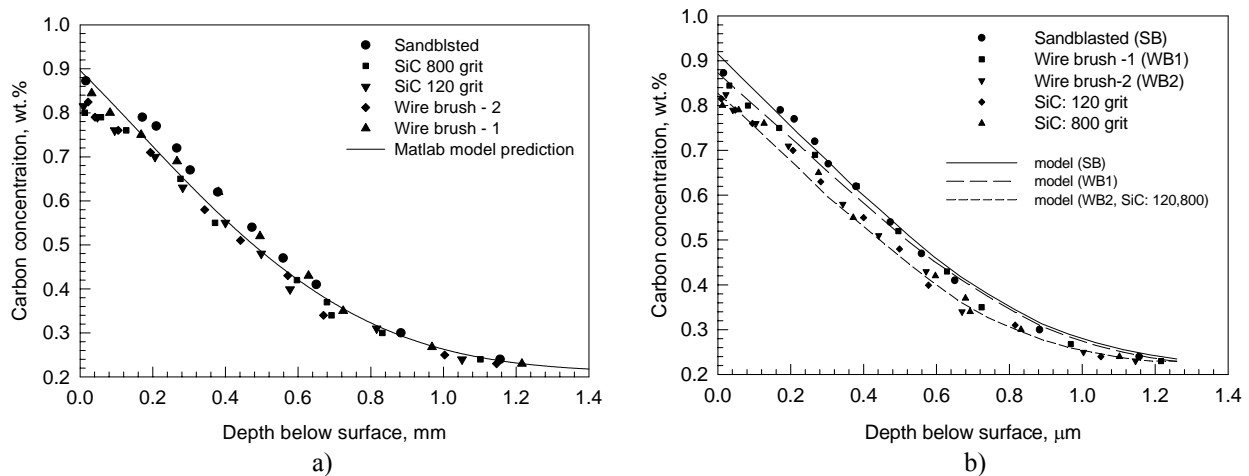 a)
1.0
0.9
0.8
0.7
0.6
0.5
0.4
0.3
0.2
Carbon concentraiton, wt.%
Sandblsted
SiC 800 grit
SiC 120 grit
Wire brush - 2
Wire brush - 1
Matlab model prediction
0.0 0.2 0.4 0.6 0.8 1.0 1.2 1.4
Depth below surface, mm
a)
b)
1.0
0.9
0.8
0.7
0.6
0.5
0.4
0.3
0.2
Carbon concentraiton, wt.%
Sandblasted (SB)
Wire brush -1 (WB1)
Wire brush-2 (WB2)
SiC: 120 grit
SiC: 800 grit
model (SB)
model (WB1)
model (WB2, SiC: 120,800)
0.0 0.2 0.4 0.6 0.8 1.0 1.2 1.4
Depth below surface, μm
b)